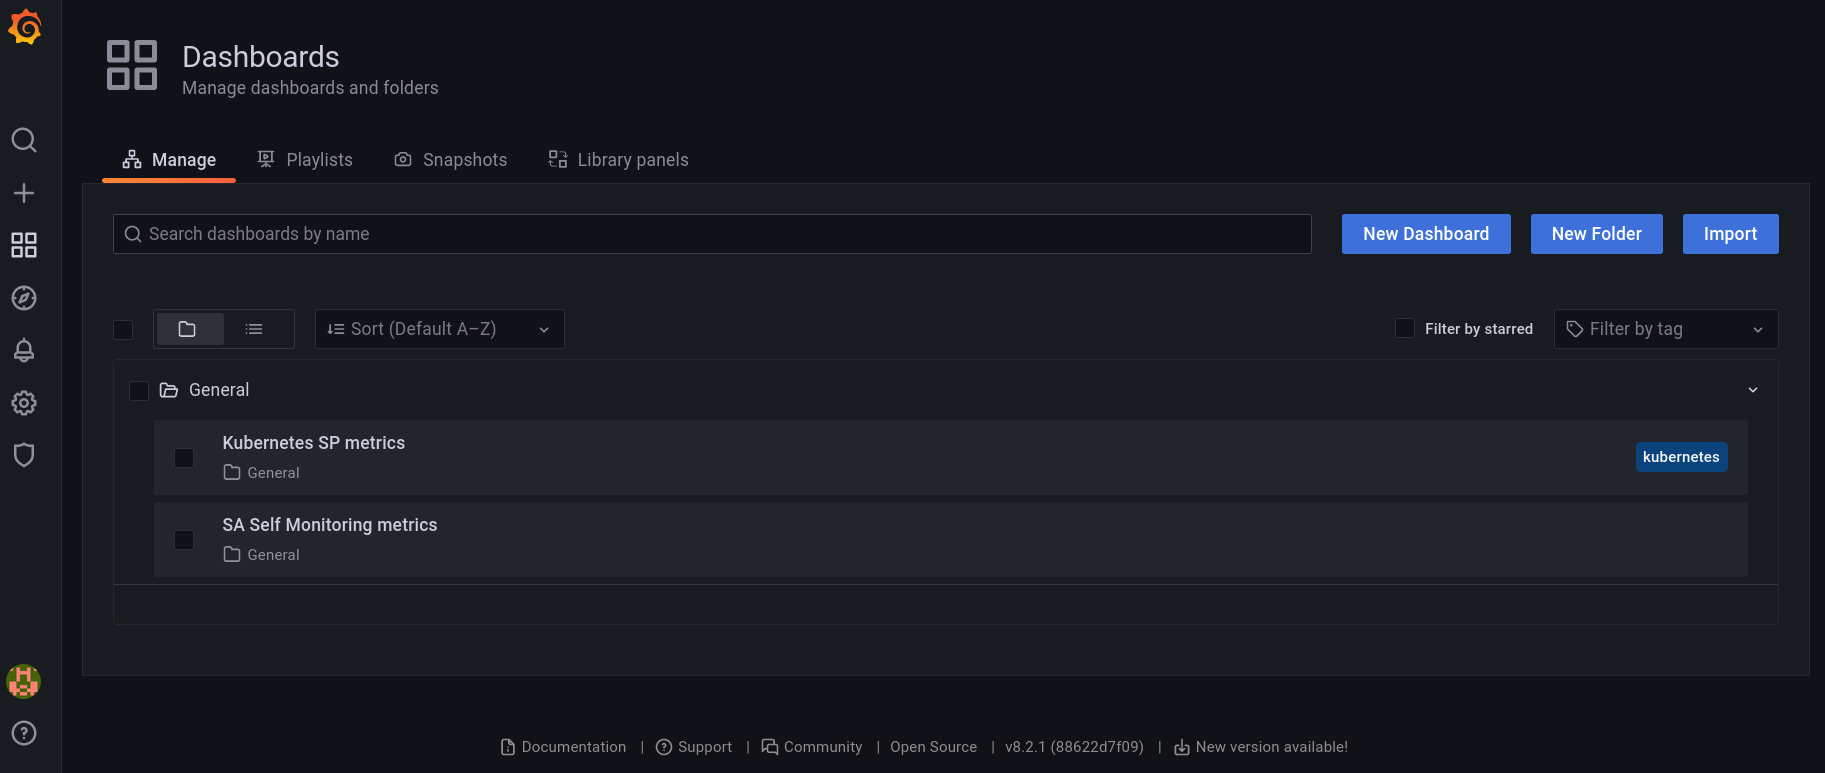 Dashboards
Manage dashboards and folders
Manage
Playlists
Snapshots
Library panels
Search dashboards by name
New Dashboard
New Folder
Import
Sort (Default A–Z)
Filter by starred
Filter by tag
General
Kubernetes SP metrics
General
kubernetes
SA Self Monitoring metrics
General
Documentation | Support | Community | Open Source | v8.2.1 (88622d7f09) | New version available!